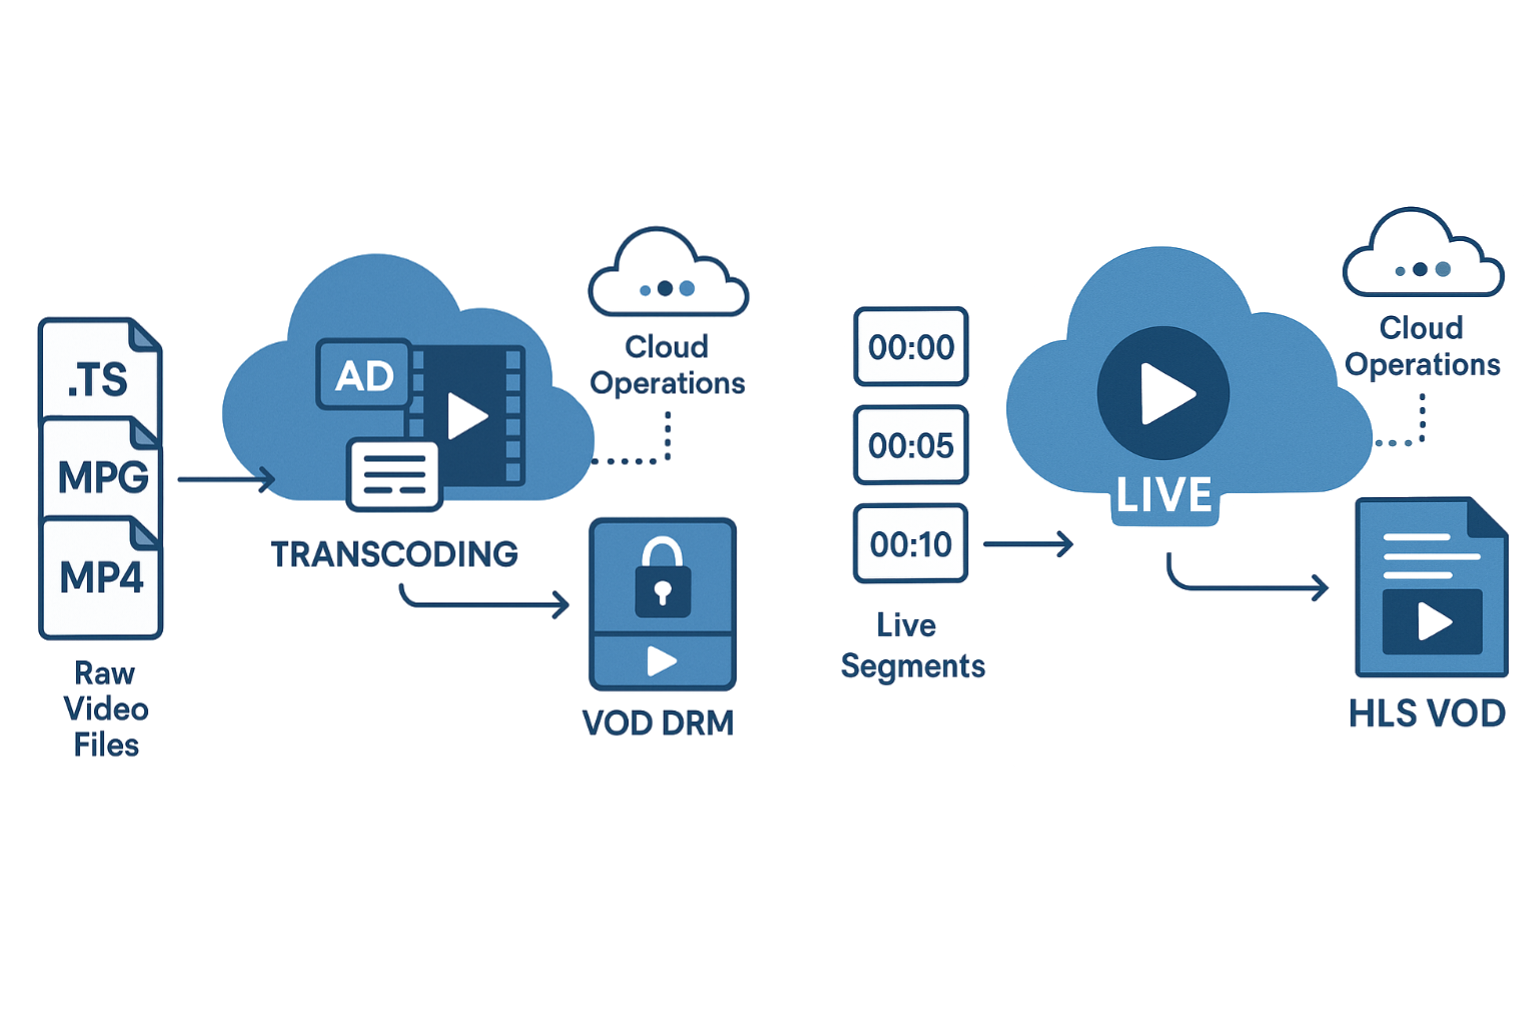 .TS
MPG
MP4
Raw
Video
Files
AD
TRANSCODING
Cloud
Operations
VOD DRM
00:00
00:05
00:10
Live
Segments
LIVE
Cloud
Operations
HLS VOD